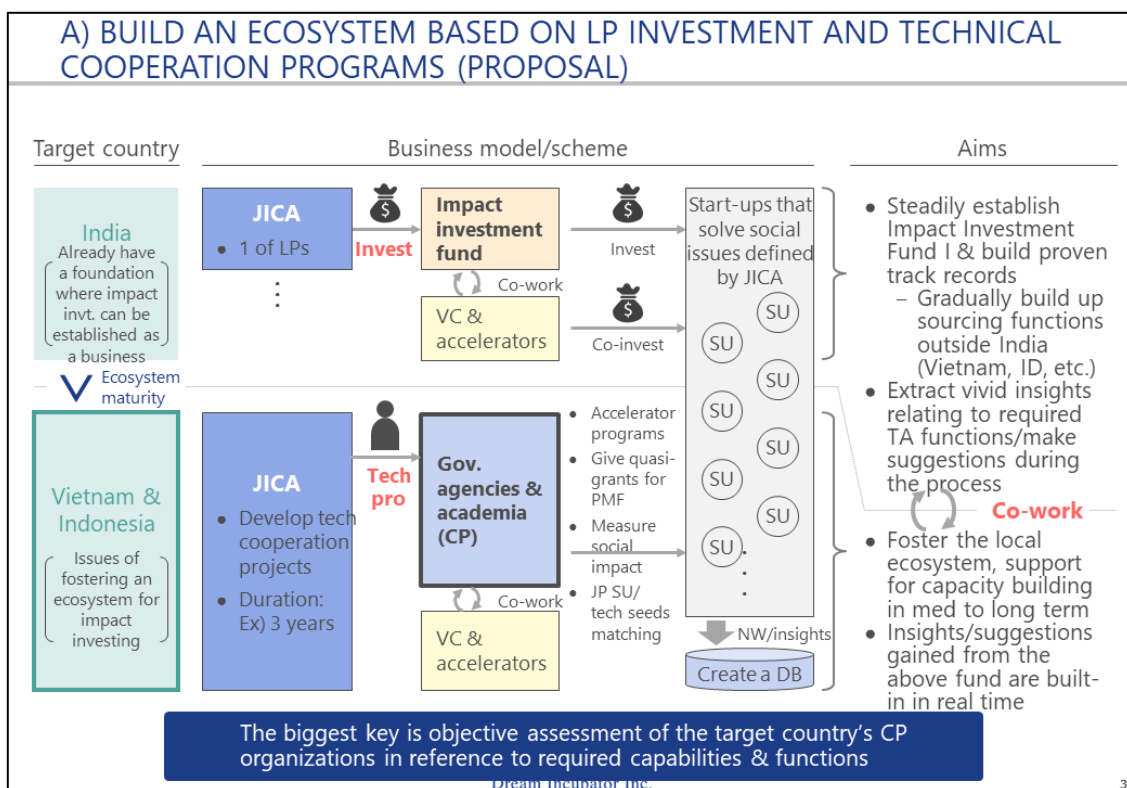 A) BUILD AN ECOSYSTEM BASED ON LP INVESTMENT AND TECHNICAL
COOPERATION PROGRAMS (PROPOSAL)
Target country
Business model/scheme
Aims
India
Already have
a foundation
where impact
invt. can be
established as
a business
JICA
• 1 of LPs
$
Invest
Impact
investment
fund
Co-work
VC &
accelerators
Invest
$
Co-invest
$
Start-ups that
solve social
issues defined
by JICA
SU
SU
SU
SU
SU
SU
SU
SU
• Steadily establish
Impact Investment
Fund I & build proven
track records
– Gradually build up
sourcing functions
outside India
(Vietnam, ID, etc.)
• Extract vivid insights
relating to required
TA functions/make
suggestions during
the process
Ecosystem
maturity
Vietnam &
Indonesia
Issues of
fostering an
ecosystem for
impact
investing
JICA
• Develop tech
cooperation
projects
• Duration:
Ex) 3 years
Tech
pro
Gov.
agencies &
academia
(CP)
Co-work
VC &
accelerators
• Accelerator
programs
• Give quasi-
grants for
PMF
• Measure
social
impact
• JP SU/
tech seeds
matching
NW/insights
Create a DB
Co-work
• Foster the local
ecosystem, support
for capacity building
in med to long term
• Insights/suggestions
gained from the
above fund are built-
in in real time
The biggest key is objective assessment of the target country's CP
organizations in reference to required capabilities & functions
Dream Incubator Inc.
3